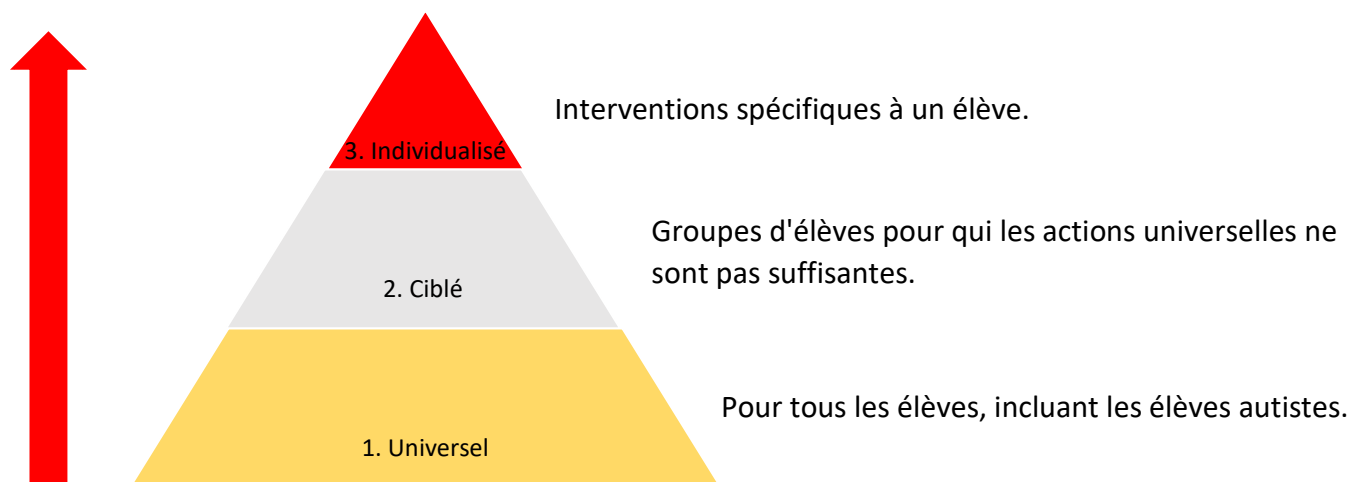 Interventions spécifiques à un élève.
3. Individualisé
Groupes d'élèves pour qui les actions universelles ne
sont pas suffisantes.
2. Ciblé
Pour tous les élèves, incluant les élèves autistes.
1. Universel